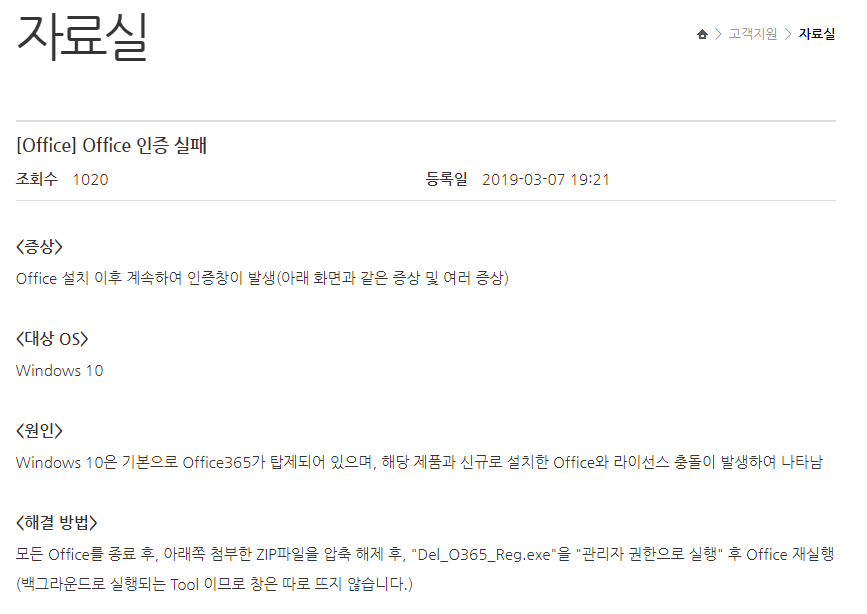 자료실
> 고객지원 > 자료실
[Office] Office 인증 실패
조회수 1020 등록일 2019-03-07 19:21
<증상>
Office 설치 이후 계속하여 인증창이 발생(아래 화면과 같은 증상 및 여러 증상)
<대상 OS>
Windows 10
<원인>
Windows 10은 기본으로 Office365가 탑제되어 있으며, 해당 제품과 신규로 설치한 Office와 라이선스 충돌이 발생하여 나타남
<해결 방법>
모든 Office를 종료 후, 아래쪽 첨부한 ZIP파일을 압축 해제 후, "Del_O365_Reg.exe"을 "관리자 권한으로 실행" 후 Office 재실행
(백그라운드로 실행되는 Tool 이므로 창은 따로 뜨지 않습니다.)